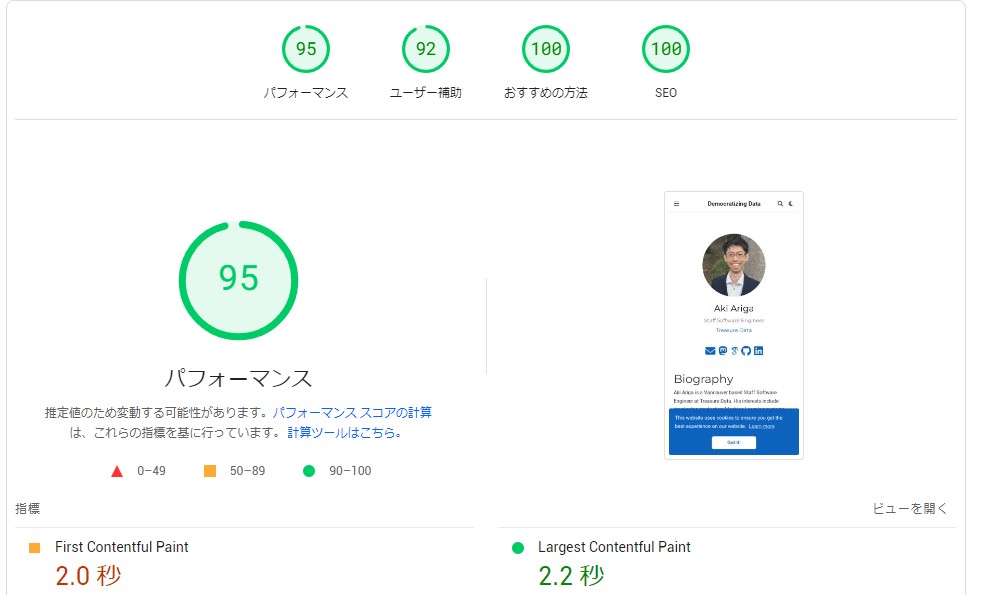 95
92
100
100
パフォーマンス
ユーザー補助
おすすめの方法
SEO
95
パフォーマンス
推定値のため変動する可能性があります。パフォーマンス スコアの計算
は、これらの指標を基に行っています。計算ツールはこちら。
0–49
50–89
90–100
Democratizing Data
Aki Ariga
Staff Software Engineer
Treasure Data
Biography
Aki Ariga is a Vancouver based Staff Software
Engineer at Treasure Data. His interests include
This website uses cookies to ensure you get the
best experience on our website. Learn more
Got it!
指標
ビューを開く
First Contentful Paint
2.0 秒
Largest Contentful Paint
2.2 秒